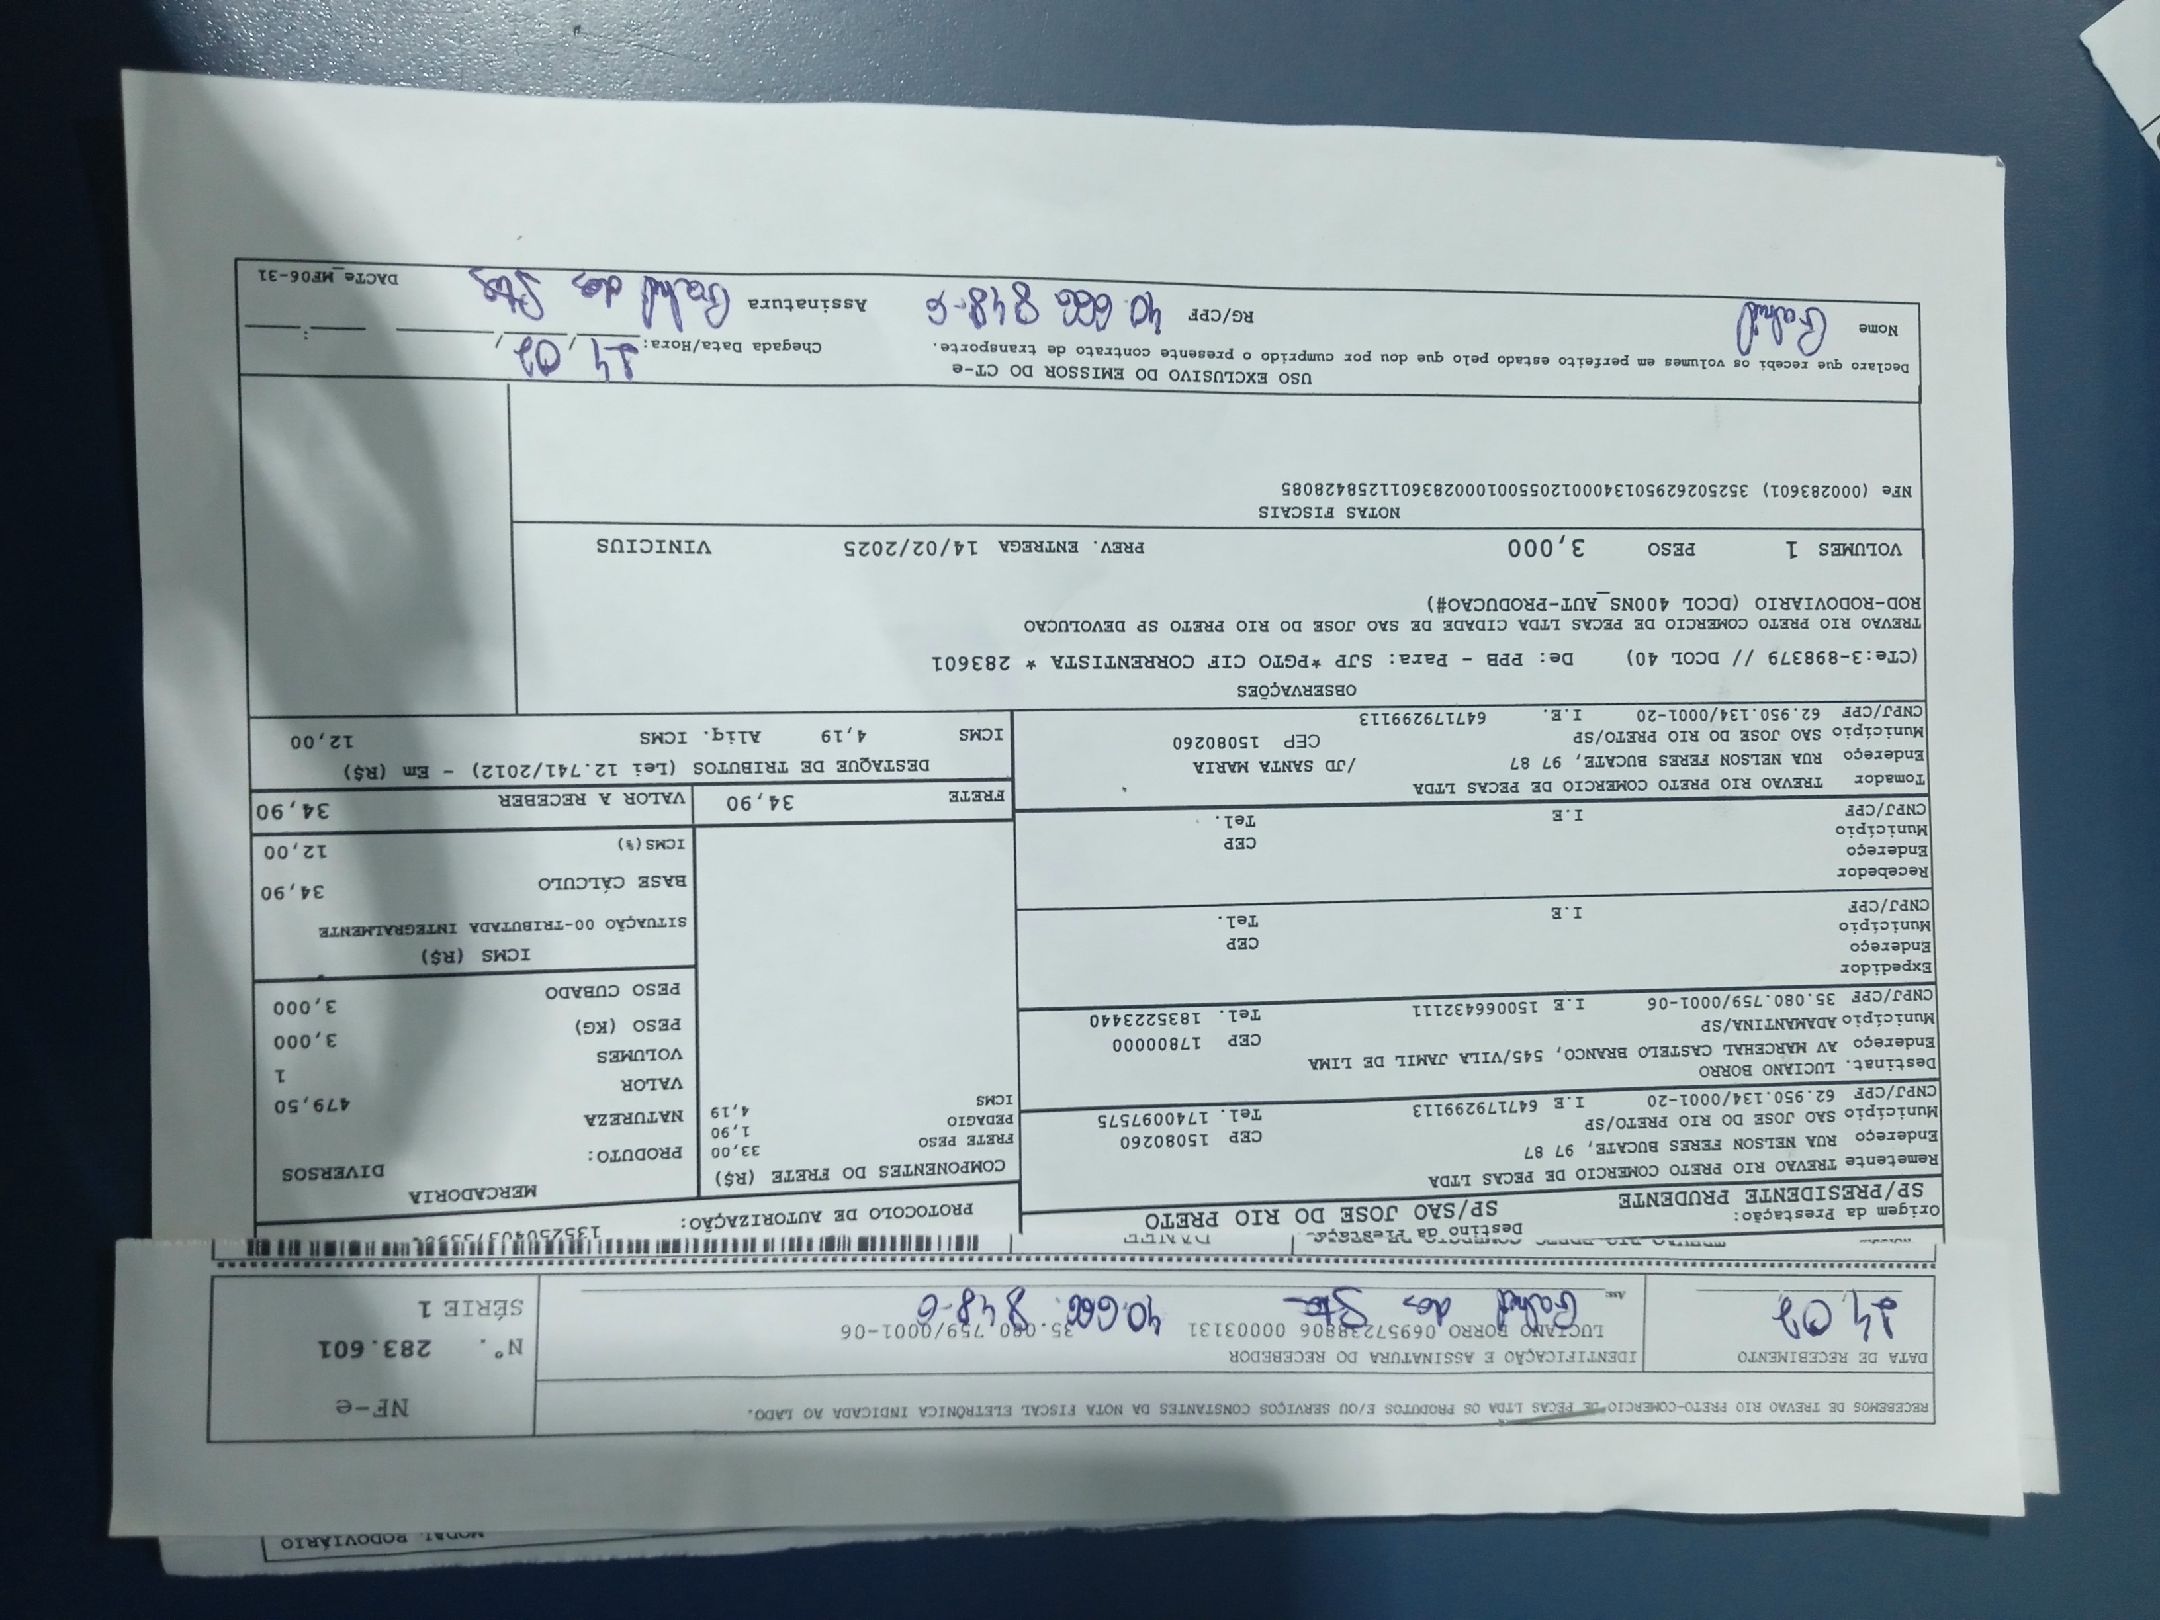 RECEBEMOS DE TREVAO RIO PRETO-COMERCIO DE PECAS LTDA OS PRODUTOS E/OU SERVIÇOS CONSTANTES DA NOTA FISCAL ELETRÔNICA INDICADA AO LADO.
NF-e
Nº. 283.601
SÉRIE 1
DATA DE RECEBIMENTO
14 02
IDENTIFICAÇÃO E ASSINATURA DO RECEBEDOR
LUCIANO BORRO 06957238806 00003131 35.080.759/0001-06
Ass:
dos 40.666.848-6
MODAL RODOVIÁRIO
Origem da Prestação:
SP/PRESIDENTE PRUDENTE
Destino da Prestação:
SP/SAO JOSE DO RIO PRETO
PROTOCOLO DE AUTORIZAÇÃO:
Remetente TREVAO RIO PRETO COMERCIO DE PECAS LTDA
Endereço RUA NELSON FERES BUCATE, 97 87
Município SAO JOSE DO RIO PRETO/SP CEP 15080260
CNPJ/CPF 62.950.134/0001-20 I.E 647179299113 Tel. 1740097575
Destinat. LUCIANO BORRO
Endereço AV MARCEHAL CASTELO BRANCO, 545/VILA JAMIL DE LIMA
Município ADAMANTINA/SP CEP 17800000
CNPJ/CPF 35.080.759/0001-06 I.E 150066432111 Tel. 1835223440
Expedidor
Endereço
Município CEP
CNPJ/CPF I.E Tel.
Recebedor
Endereço
Município CEP
CNPJ/CPF I.E Tel.
Tomador TREVAO RIO PRETO COMERCIO DE PECAS LTDA
Endereço RUA NELSON FERES BUCATE, 97 87 /JD SANTA MARIA
Município SAO JOSE DO RIO PRETO/SP CEP 15080260
CNPJ/CPF 62.950.134/0001-20 I.E. 647179299113
COMPONENTES DO FRETE (R$)
FRETE PESO 33,00
PEDAGIO 1,90
ICMS 4,19
MERCADORIA
PRODUTO: DIVERSOS
NATUREZA
VALOR 479,50
VOLUMES 1
PESO (KG) 3,000
PESO CUBADO 3,000
ICMS (R$)
SITUAÇÃO 00-TRIBUTADA INTEGRALMENTE
BASE CÁLCULO 34,90
ICMS(%) 12,00
FRETE 34,90 VALOR A RECEBER 34,90
DESTAQUE DE TRIBUTOS (Lei 12.741/2012) - Em (R$)
ICMS 4,19 Aliq. ICMS 12,00
OBSERVAÇÕES
(CTe:3-898379 // DCOL 40) De: PPB - Para: SJP *PGTO CIF CORRENTISTA * 283601
TREVAO RIO PRETO COMERCIO DE PECAS LTDA CIDADE DE SAO JOSE DO RIO PRETO SP DEVOLUCAO
ROD-RODOVIARIO (DCOL 400NS_AUT-PRODUCAO#)
VOLUMES 1 PESO 3,000 PREV. ENTREGA 14/02/2025 VINICIUS
NOTAS FISCAIS
NFe (000283601) 35250262950134000120550010002836011258428085
USO EXCLUSIVO DO EMISSOR DO CT-e
Declaro que recebi os volumes em perfeito estado pelo que dou por cumprido o presente contrato de transporte. Chegada Data/Hora: 14 / 02 /
Nome RG/CPF 40.666 848-6 Assinatura dos
DACTe_MF06-31